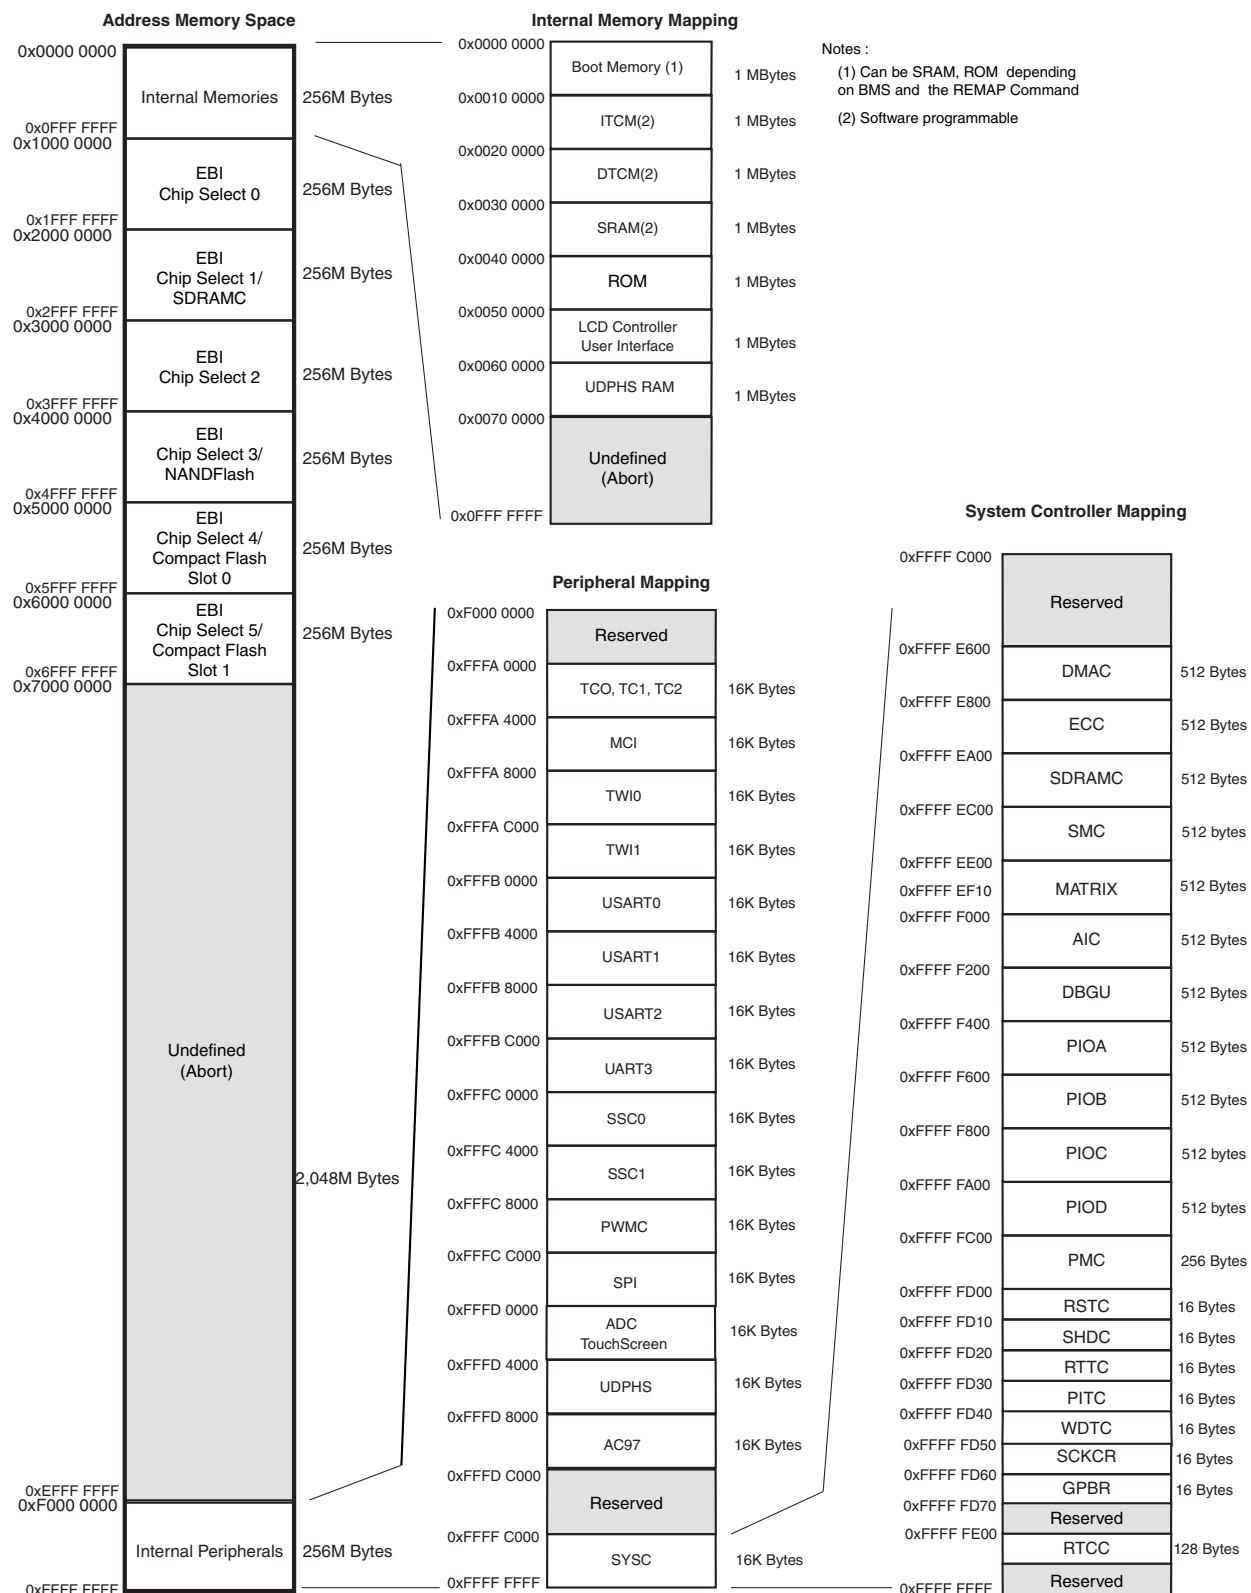 Address Memory Space
0x0000 0000
Internal Memories
256M Bytes
0x0FFF FFFF
0x1000 0000
EBI
Chip Select 0
256M Bytes
0x1FFF FFFF
0x2000 0000
EBI
Chip Select 1/
SDRAMC
256M Bytes
0x2FFF FFFF
0x3000 0000
EBI
Chip Select 2
256M Bytes
0x3FFF FFFF
0x4000 0000
EBI
Chip Select 3/
NANDFlash
256M Bytes
0x4FFF FFFF
0x5000 0000
EBI
Chip Select 4/
Compact Flash
Slot 0
256M Bytes
0x5FFF FFFF
0x6000 0000
EBI
Chip Select 5/
Compact Flash
Slot 1
256M Bytes
0x6FFF FFFF
0x7000 0000
Undefined
(Abort)
2,048M Bytes
0xEFFF FFFF
0xF000 0000
Internal Peripherals
256M Bytes
0xFFFF FFFF
Internal Memory Mapping
0x0000 0000
Boot Memory (1)
1 MBytes
0x0010 0000
ITCM(2)
1 MBytes
0x0020 0000
DTCM(2)
1 MBytes
0x0030 0000
SRAM(2)
1 MBytes
0x0040 0000
ROM
1 MBytes
0x0050 0000
LCD Controller
User Interface
1 MBytes
0x0060 0000
UDPHS RAM
1 MBytes
0x0070 0000
Undefined
(Abort)
0x0FFF FFFF
Notes :
(1) Can be SRAM, ROM depending
on BMS and the REMAP Command
(2) Software programmable
Peripheral Mapping
0xF000 0000
Reserved
0xFFFA 0000
TCO, TC1, TC2
16K Bytes
0xFFFA 4000
MCI
16K Bytes
0xFFFA 8000
TWI0
16K Bytes
0xFFFA C000
TWI1
16K Bytes
0xFFFB 0000
USART0
16K Bytes
0xFFFB 4000
USART1
16K Bytes
0xFFFB 8000
USART2
16K Bytes
0xFFFB C000
UART3
16K Bytes
0xFFFC 0000
SSC0
16K Bytes
0xFFFC 4000
SSC1
16K Bytes
0xFFFC 8000
PWMC
16K Bytes
0xFFFC C000
SPI
16K Bytes
0xFFFD 0000
ADC
TouchScreen
16K Bytes
0xFFFD 4000
UDPHS
16K Bytes
0xFFFD 8000
AC97
16K Bytes
0xFFFD C000
Reserved
0xFFFF C000
SYSC
16K Bytes
0xFFFF FFFF
System Controller Mapping
0xFFFF C000
Reserved
0xFFFF E600
DMAC
512 Bytes
0xFFFF E800
ECC
512 Bytes
0xFFFF EA00
SDRAMC
512 Bytes
0xFFFF EC00
SMC
512 bytes
0xFFFF EE00
0xFFFF EF10
MATRIX
512 Bytes
0xFFFF F000
AIC
512 Bytes
0xFFFF F200
DBGU
512 Bytes
0xFFFF F400
PIOA
512 Bytes
0xFFFF F600
PIOB
512 Bytes
0xFFFF F800
PIOC
512 bytes
0xFFFF FA00
PIOD
512 bytes
0xFFFF FC00
PMC
256 Bytes
0xFFFF FD00
RSTC
16 Bytes
0xFFFF FD10
SHDC
16 Bytes
0xFFFF FD20
RTTC
16 Bytes
0xFFFF FD30
PITC
16 Bytes
0xFFFF FD40
WDTC
16 Bytes
0xFFFF FD50
SCKCR
16 Bytes
0xFFFF FD60
GPBR
16 Bytes
0xFFFF FD70
Reserved
0xFFFF FE00
RTCC
128 Bytes
Reserved
0xFFFF FFFF